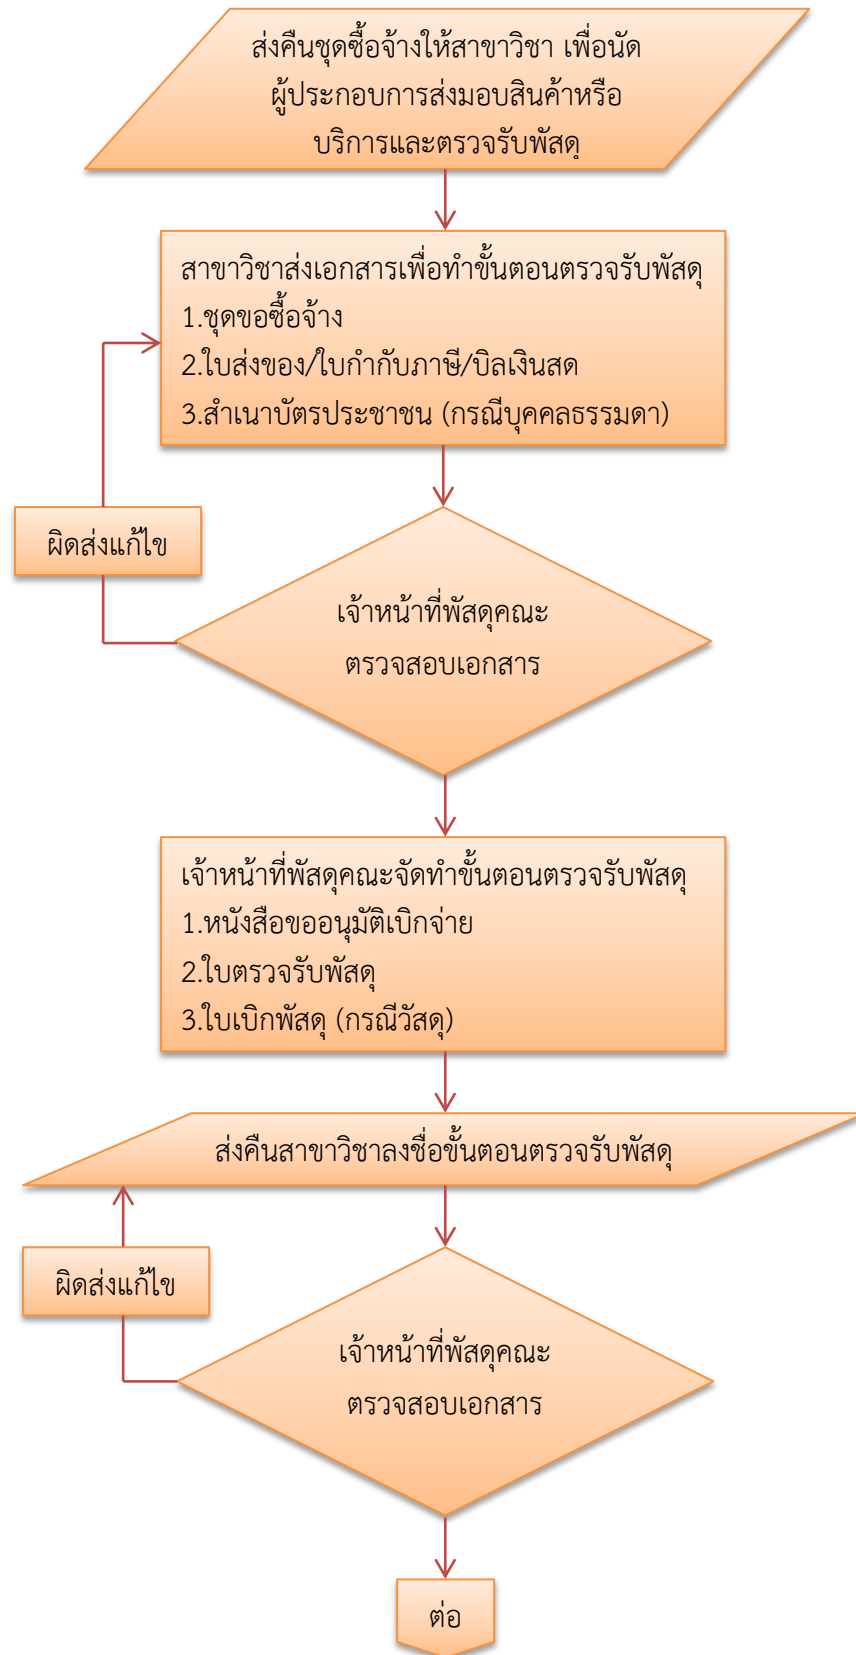 ส่งคืนชุดซื้อจ้างให้สาขาวิชา เพื่อนัด
ผู้ประกอบการส่งมอบสินค้าหรือ
บริการและตรวจรับพัสดุ
สาขาวิชาส่งเอกสารเพื่อทำขั้นตอนตรวจรับพัสดุ
1.ชุดขอซื้อจ้าง
2.ใบส่งของ/ใบกำกับภาษี/บิลเงินสด
3.สำเนาบัตรประชาชน (กรณีบุคคลธรรมดา)
ผิดส่งแก้ไข
เจ้าหน้าที่พัสดุคณะ
ตรวจสอบเอกสาร
เจ้าหน้าที่พัสดุคณะจัดทำขั้นตอนตรวจรับพัสดุ
1.หนังสือขออนุมัติเบิกจ่าย
2.ใบตรวจรับพัสดุ
3.ใบเบิกพัสดุ (กรณีวัสดุ)
ส่งคืนสาขาวิชาลงชื่อขั้นตอนตรวจรับพัสดุ
ผิดส่งแก้ไข
เจ้าหน้าที่พัสดุคณะ
ตรวจสอบเอกสาร
ต่อ